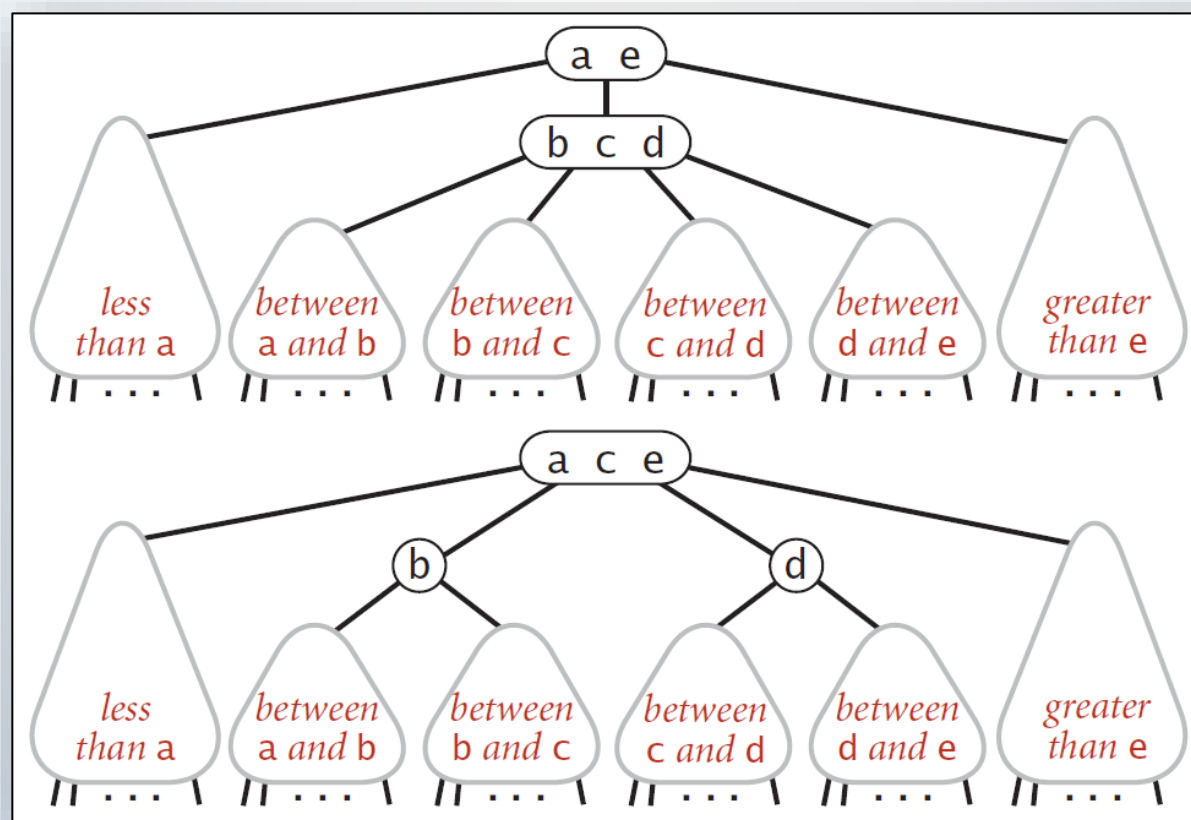 a e
b c d
less
than a
between
a and b
between
b and c
between
c and d
between
d and e
greater
than e
. . .
. . .
. . .
. . .
. . .
. . .
a c e
b
d
less
than a
between
a and b
between
b and c
between
c and d
between
d and e
greater
than e
. . .
. . .
. . .
. . .
. . .
. . .